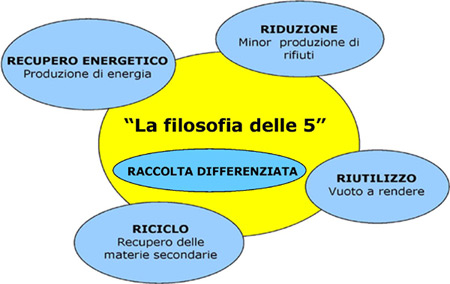 RIDUZIONE
Minor produzione di
rifiuti
RECUPERO ENERGETICO
Produzione di energia
“La filosofia delle 5”
RACCOLTA DIFFERENZIATA
RIUTILIZZO
Vuoto a rendere
RICICLO
Recupero delle
materie secondarie